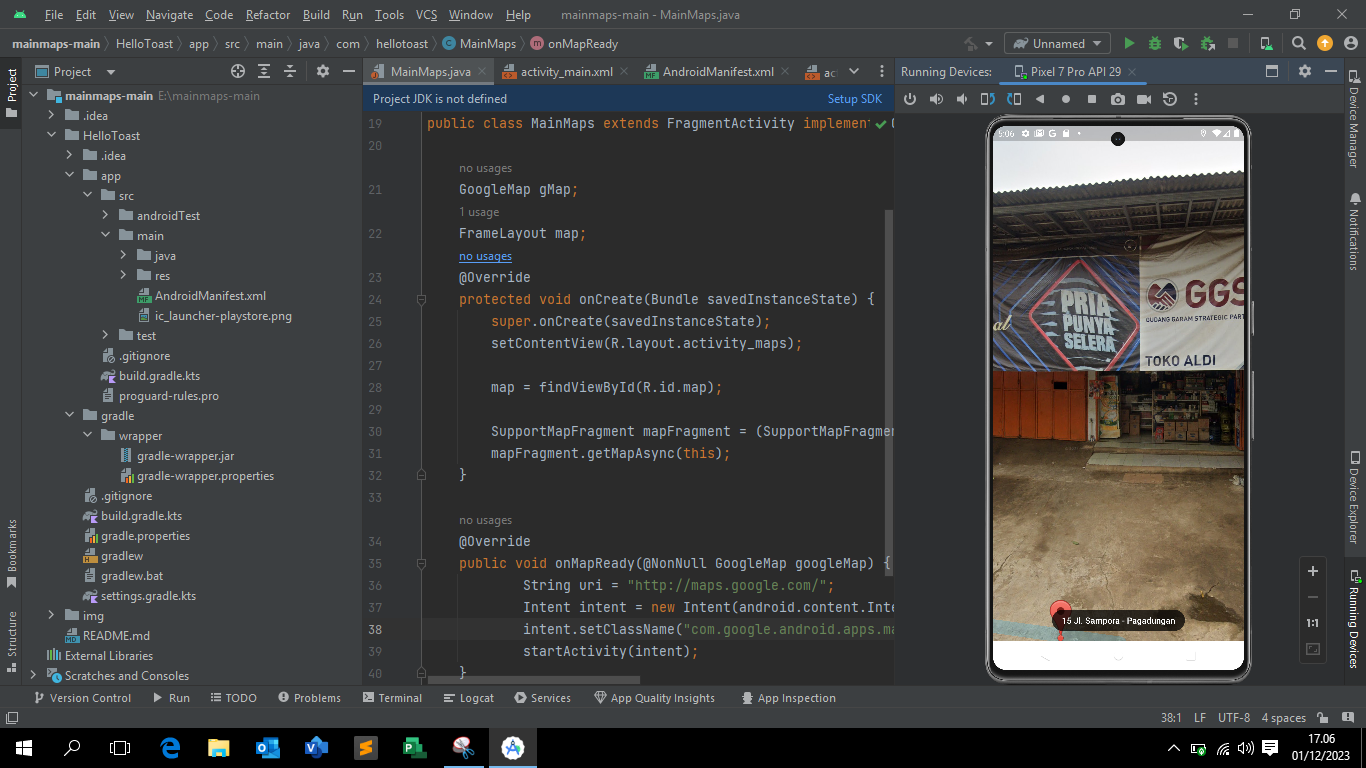 File Edit View Navigate Code Refactor Build Run Tools VCS Window Help mainmaps-main - MainMaps.java
mainmaps-main HelloToast app src main java com hellotoast MainMaps onMapReady Unnamed
Project MainMaps.java activity_main.xml AndroidManifest.xml Running Devices: Pixel 7 Pro API 29
Project JDK is not defined Setup SDK
Project
Bookmarks
Structure
mainmaps-main E:\mainmaps-main
.idea
HelloToast
.idea
app
src
androidTest
main
java
res
AndroidManifest.xml
ic_launcher-playstore.png
test
.gitignore
build.gradle.kts
proguard-rules.pro
gradle
wrapper
gradle-wrapper.jar
gradle-wrapper.properties
.gitignore
build.gradle.kts
gradle.properties
gradlew
gradlew.bat
settings.gradle.kts
img
README.md
External Libraries
Scratches and Consoles
19 public class MainMaps extends FragmentActivity implement
20
no usages
21 GoogleMap gMap;
1 usage
22 FrameLayout map;
no usages
23 @Override
24 protected void onCreate(Bundle savedInstanceState) {
25 super.onCreate(savedInstanceState);
26 setContentView(R.layout.activity_maps);
27
28 map = findViewById(R.id.map);
29
30 SupportMapFragment mapFragment = (SupportMapFragmen
31 mapFragment.getMapAsync(this);
32 }
33
no usages
34 @Override
35 public void onMapReady(@NonNull GoogleMap googleMap) {
36 String uri = "http://maps.google.com/";
37 Intent intent = new Intent(android.content.Inte
38 intent.setClassName("com.google.android.apps.ma
39 startActivity(intent);
40 }
5:06
PRIA
PUNYA
SELERA
GGS
GUDANG GARAM STRATEGIC PART
TOKO ALDI
15 Jl. Sampora - Pagadungan
1:1
Device Manager
Notifications
Device Explorer
Running Devices
Version Control Run TODO Problems Terminal Logcat Services App Quality Insights App Inspection
38:1 LF UTF-8 4 spaces
17.06
01/12/2023